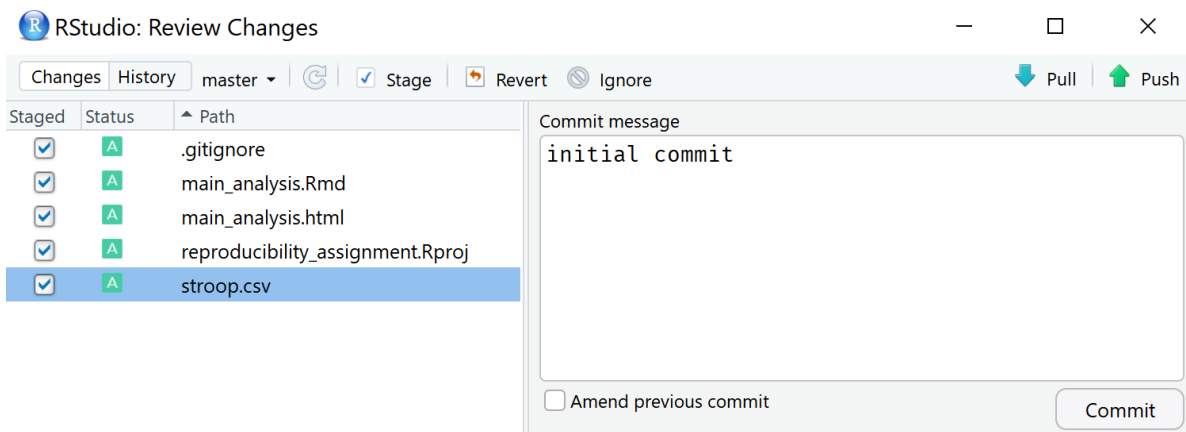 R RStudio: Review Changes
Changes History master Stage Revert Ignore Pull Push
Staged Status Path
A .gitignore
A main_analysis.Rmd
A main_analysis.html
A reproducibility_assignment.Rproj
A stroop.csv
Commit message
initial commit
Amend previous commit
Commit